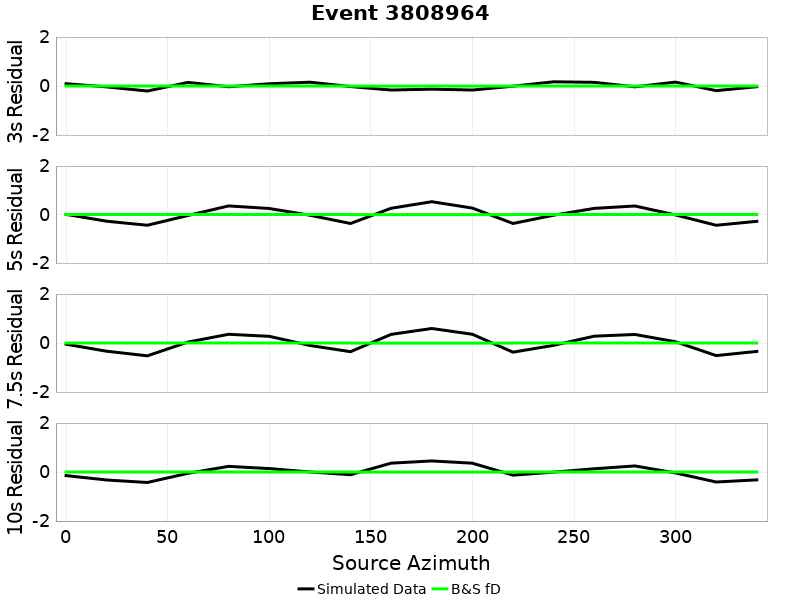 Event 3808964
3s Residual
2
0
-2
5s Residual
2
0
-2
7.5s Residual
2
0
-2
10s Residual
2
0
-2
0 50 100 150 200 250 300
Source Azimuth
Simulated Data B&S fD